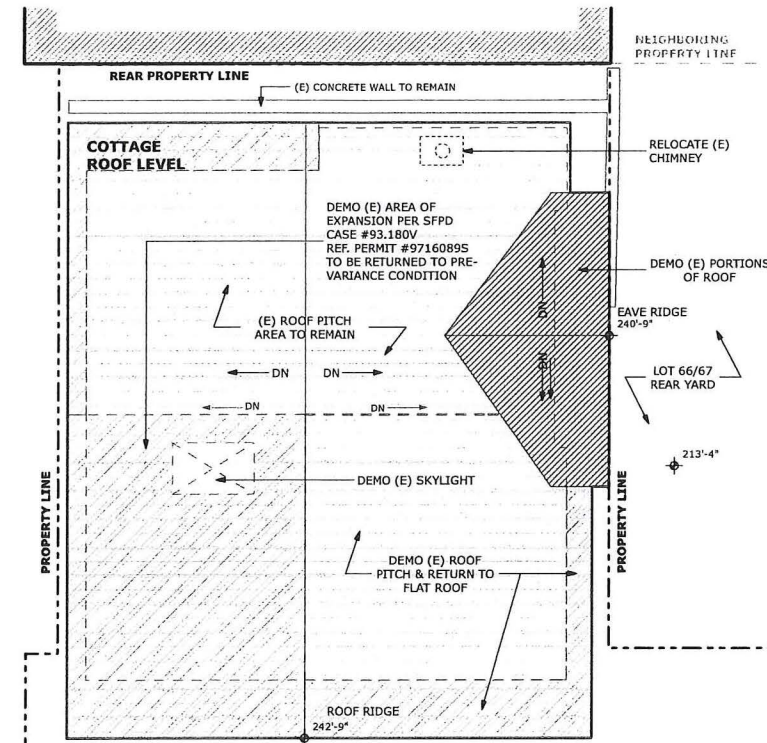 NEIGHBORING
PROPERTY LINE
REAR PROPERTY LINE
(E) CONCRETE WALL TO REMAIN
COTTAGE
ROOF LEVEL
RELOCATE (E)
CHIMNEY
DEMO (E) AREA OF
EXPANSION PER SFPD
CASE #93.180V
REF. PERMIT #9716089S
TO BE RETURNED TO PRE-
VARIANCE CONDITION
DEMO (E) PORTIONS
OF ROOF
DN
EAVE RIDGE
240'-9"
(E) ROOF PITCH
AREA TO REMAIN
DN
LOT 66/67
REAR YARD
DN
DN
DN
DN
213'-4"
DEMO (E) SKYLIGHT
PROPERTY LINE
PROPERTY LINE
DEMO (E) ROOF
PITCH & RETURN TO
FLAT ROOF
ROOF RIDGE
242'-9"